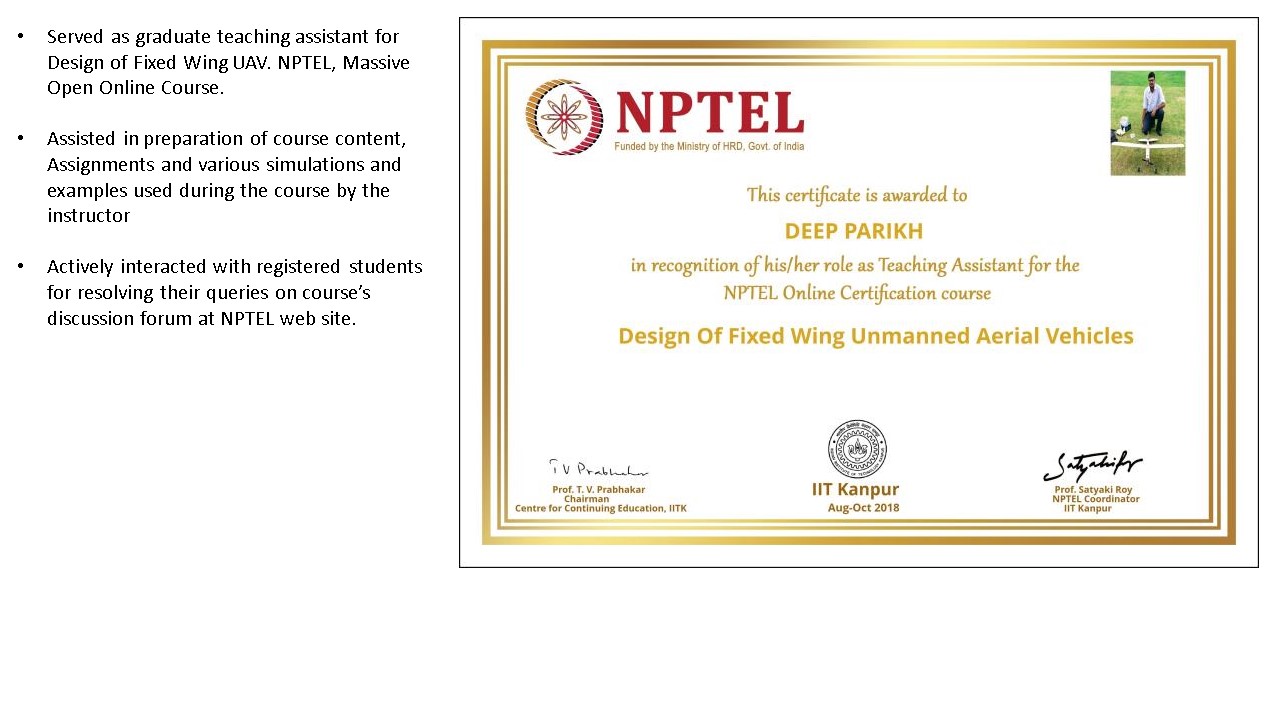 • Served as graduate teaching assistant for
Design of Fixed Wing UAV. NPTEL, Massive
Open Online Course.
• Assisted in preparation of course content,
Assignments and various simulations and
examples used during the course by the
instructor
• Actively interacted with registered students
for resolving their queries on course’s
discussion forum at NPTEL web site.
NPTEL
Funded by the Ministry of HRD, Govt. of India
This certificate is awarded to
DEEP PARIKH
in recognition of his/her role as Teaching Assistant for the
NPTEL Online Certification course
Design Of Fixed Wing Unmanned Aerial Vehicles
T V Prabhakar
Prof. T. V. Prabhakar
Chairman
Centre for Continuing Education, IITK
IIT Kanpur
Aug-Oct 2018
Prof. Satyaki Roy
NPTEL Coordinator
IIT Kanpur